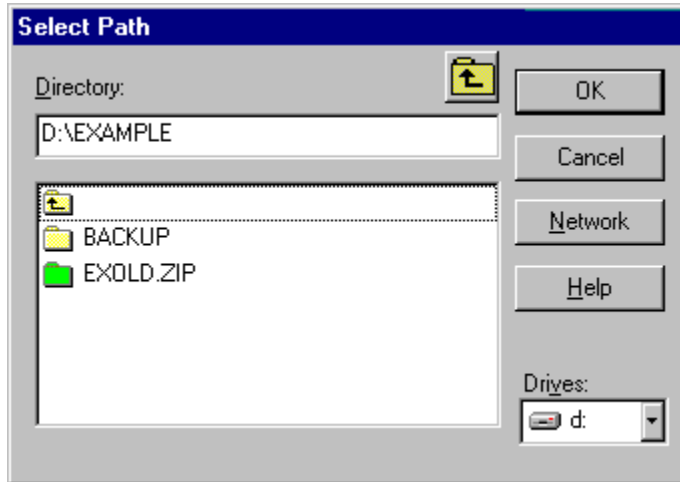 Select Path
Directory:
D:\EXAMPLE
BACKUP
EXOLD.ZIP
OK
Cancel
Network
Help
Drives:
d: